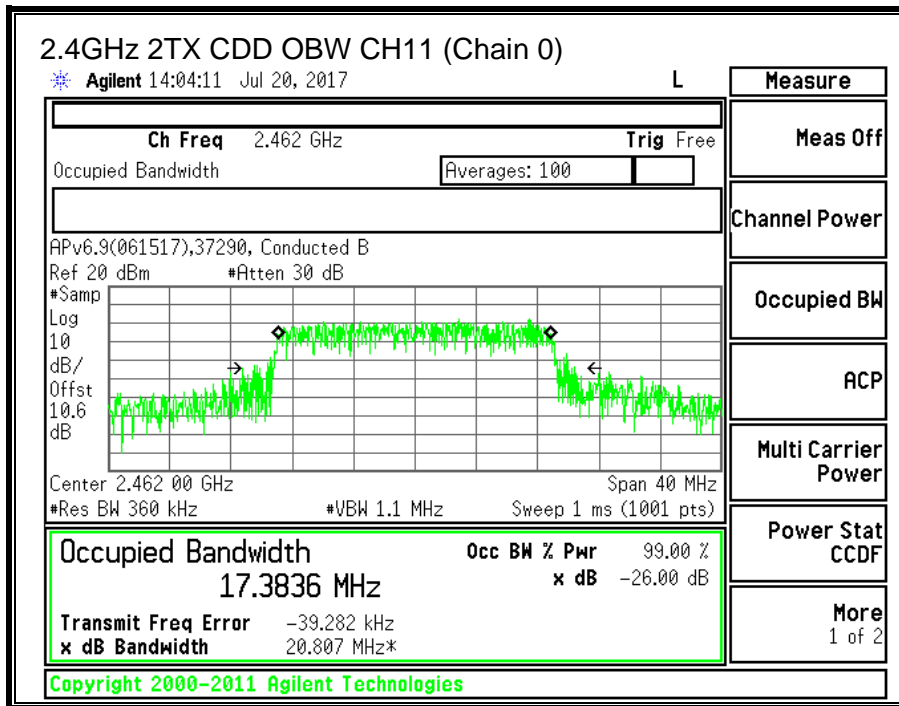 2.4GHz 2TX CDD OBW CH11 (Chain 0)
Agilent 14:04:11 Jul 20, 2017 L
Measure
Ch Freq 2.462 GHz Trig Free
Meas Off
Occupied Bandwidth Averages: 100
Channel Power
APv6.9(061517),37290, Conducted B
Ref 20 dBm #Atten 30 dB
#Samp
Log
10
dB/
Offst
10.6
dB
Occupied BW
ACP
Multi Carrier
Power
Center 2.462 00 GHz Span 40 MHz
#Res BW 360 kHz #VBW 1.1 MHz Sweep 1 ms (1001 pts)
Power Stat
CCDF
Occupied Bandwidth Occ BW % Pwr 99.00 %
17.3836 MHz x dB -26.00 dB
Transmit Freq Error -39.282 kHz
x dB Bandwidth 20.807 MHz*
More
1 of 2
Copyright 2000-2011 Agilent Technologies